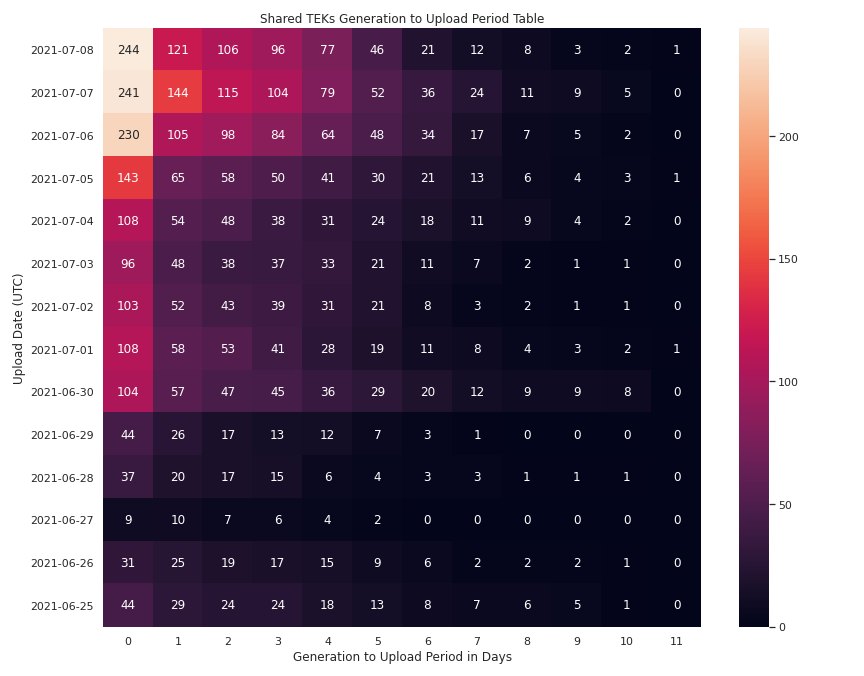 Shared TEKs Generation to Upload Period Table
2021-07-08 244 121 106 96 77 46 21 12 8 3 2 1
2021-07-07 241 144 115 104 79 52 36 24 11 9 5 0
2021-07-06 230 105 98 84 64 48 34 17 7 5 2 0
2021-07-05 143 65 58 50 41 30 21 13 6 4 3 1
2021-07-04 108 54 48 38 31 24 18 11 9 4 2 0
2021-07-03 96 48 38 37 33 21 11 7 2 1 1 0
2021-07-02 103 52 43 39 31 21 8 3 2 1 1 0
2021-07-01 108 58 53 41 28 19 11 8 4 3 2 1
2021-06-30 104 57 47 45 36 29 20 12 9 9 8 0
2021-06-29 44 26 17 13 12 7 3 1 0 0 0 0
2021-06-28 37 20 17 15 6 4 3 3 1 1 1 0
2021-06-27 9 10 7 6 4 2 0 0 0 0 0 0
2021-06-26 31 25 19 17 15 9 6 2 2 2 1 0
2021-06-25 44 29 24 24 18 13 8 7 6 5 1 0
0 1 2 3 4 5 6 7 8 9 10 11
Generation to Upload Period in Days
Upload Date (UTC)
200
150
100
50
0